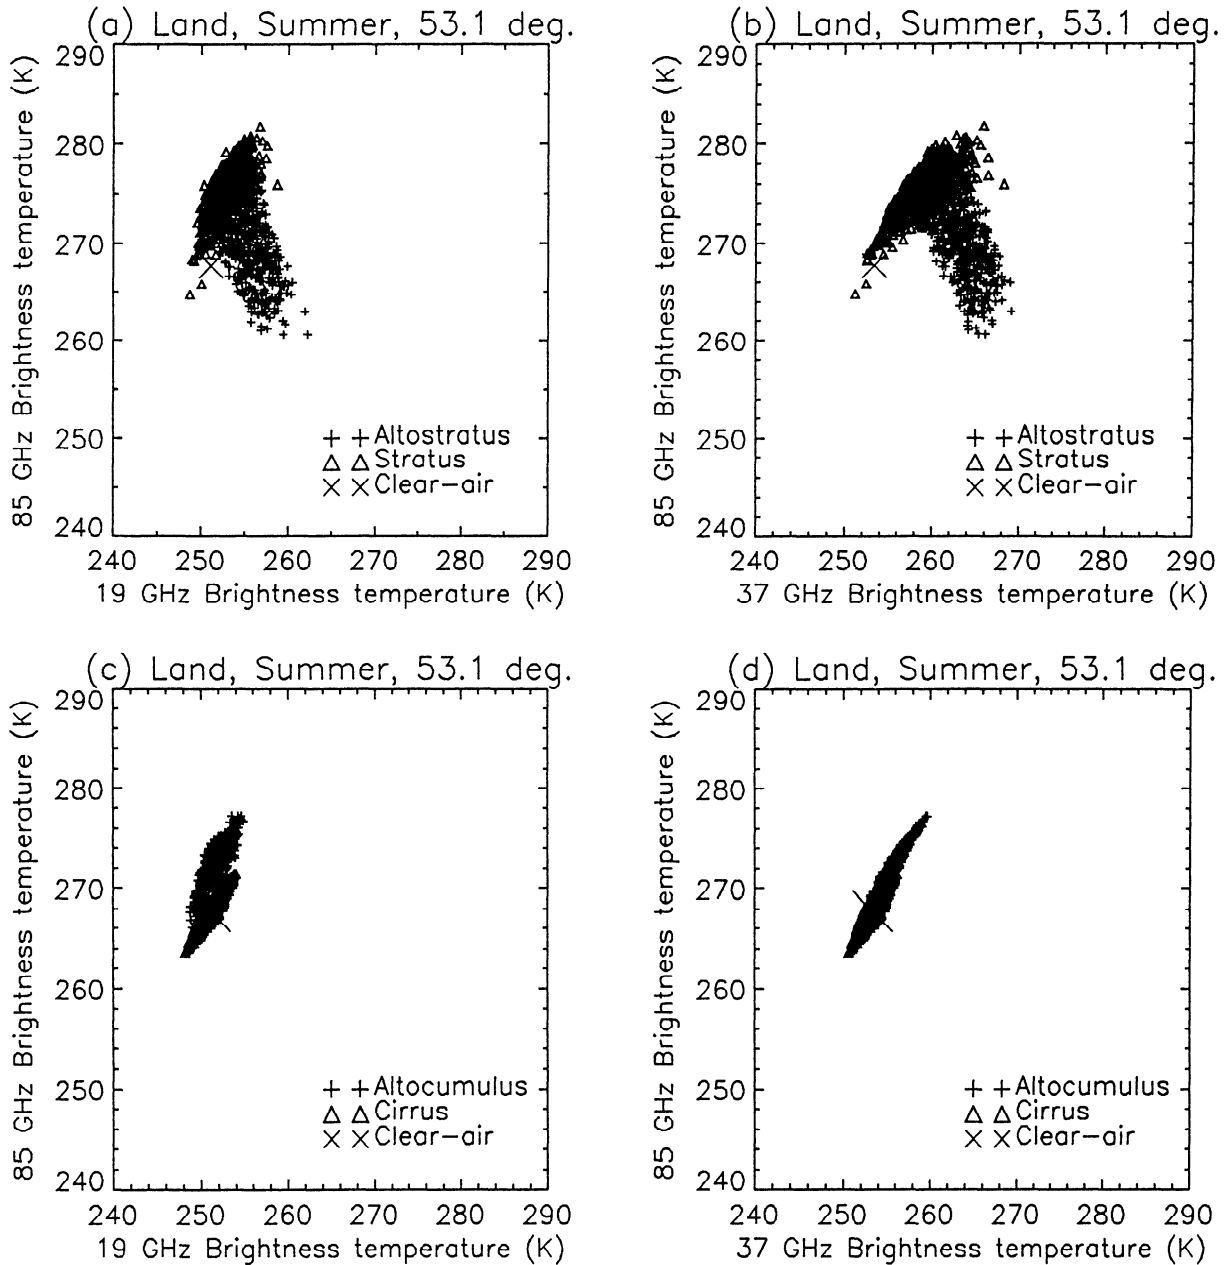 (a) Land, Summer, 53.1 deg.
85 GHz Brightness temperature (K)
290
280
270
260
250
240
+ + Altostratus
△ △ Stratus
× × Clear-air
240 250 260 270 280 290
19 GHz Brightness temperature (K)
(b) Land, Summer, 53.1 deg.
85 GHz Brightness temperature (K)
290
280
270
260
250
240
+ + Altostratus
△ △ Stratus
× × Clear-air
240 250 260 270 280 290
37 GHz Brightness temperature (K)
(c) Land, Summer, 53.1 deg.
85 GHz Brightness temperature (K)
290
280
270
260
250
240
+ + Altocumulus
△ △ Cirrus
× × Clear-air
240 250 260 270 280 290
19 GHz Brightness temperature (K)
(d) Land, Summer, 53.1 deg.
85 GHz Brightness temperature (K)
290
280
270
260
250
240
+ + Altocumulus
△ △ Cirrus
× × Clear-air
240 250 260 270 280 290
37 GHz Brightness temperature (K)